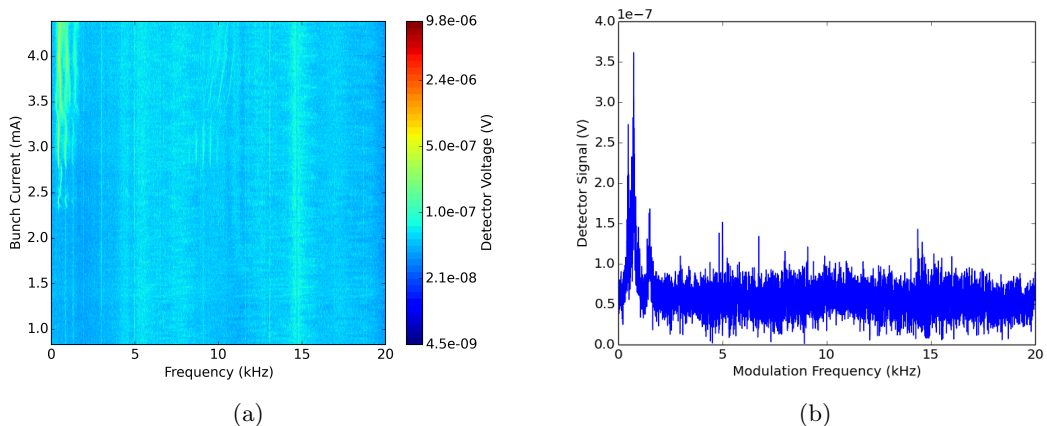 9.8e-06
2.4e-06
5.0e-07
1.0e-07
2.1e-08
4.5e-09
Detector Voltage (V)
4.0
3.5
3.0
2.5
2.0
1.5
1.0
Bunch Current (mA)
0 5 10 15 20
Frequency (kHz)
(a)
1e−7
4.0
3.5
3.0
2.5
2.0
1.5
1.0
0.5
0.0
Detector Signal (V)
0 5 10 15 20
Modulation Frequency (kHz)
(b)